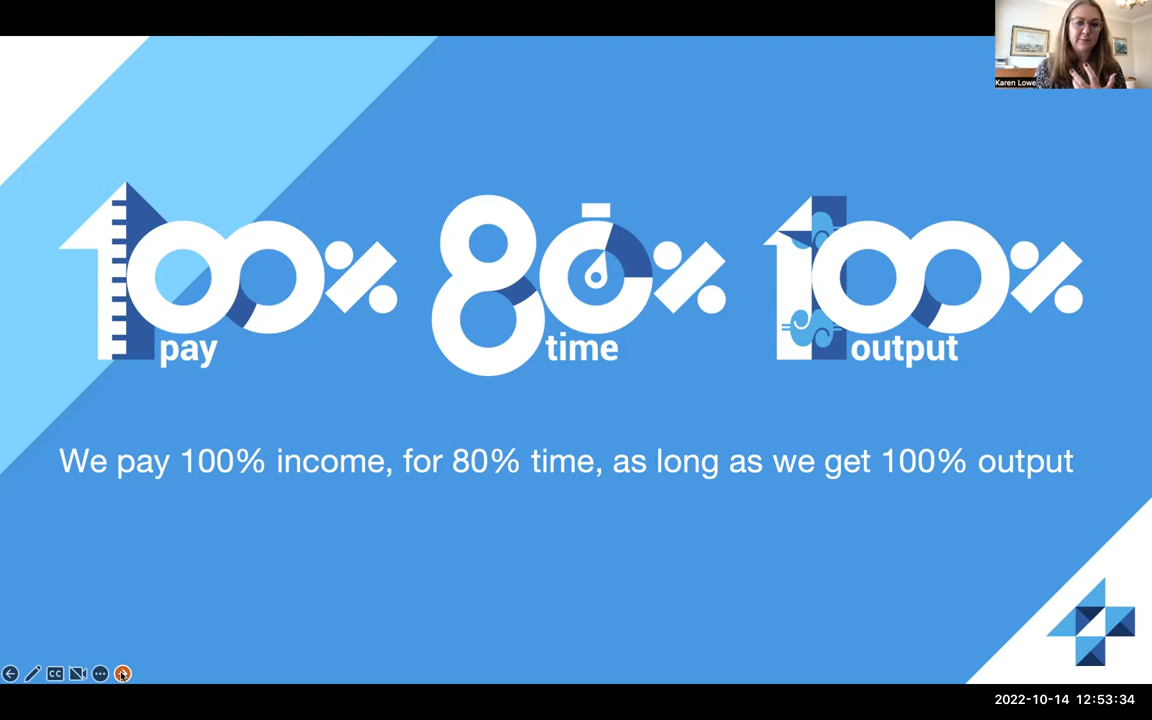 Karen Lowe
100% 80% 100%
pay time output
We pay 100% income, for 80% time, as long as we get 100% output
CC
2022-10-14 12:53:34